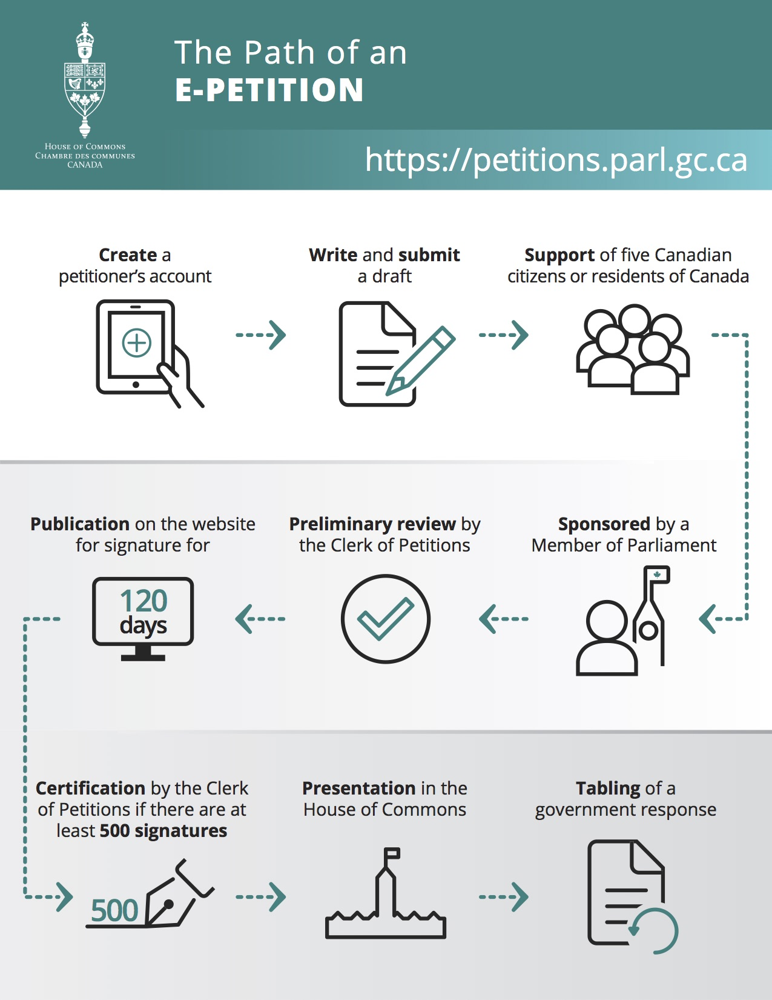 The Path of an
E-PETITION
HOUSE OF COMMONS
CHAMBRE DES COMMUNES
CANADA
https://petitions.parl.gc.ca
Create a
petitioner's account
Write and submit
a draft
Support of five Canadian
citizens or residents of Canada
Sponsored by a
Member of Parliament
Preliminary review by
the Clerk of Petitions
Publication on the website
for signature for
120
days
Certification by the Clerk
of Petitions if there are at
least 500 signatures
500
Presentation in the
House of Commons
Tabling of a
government response